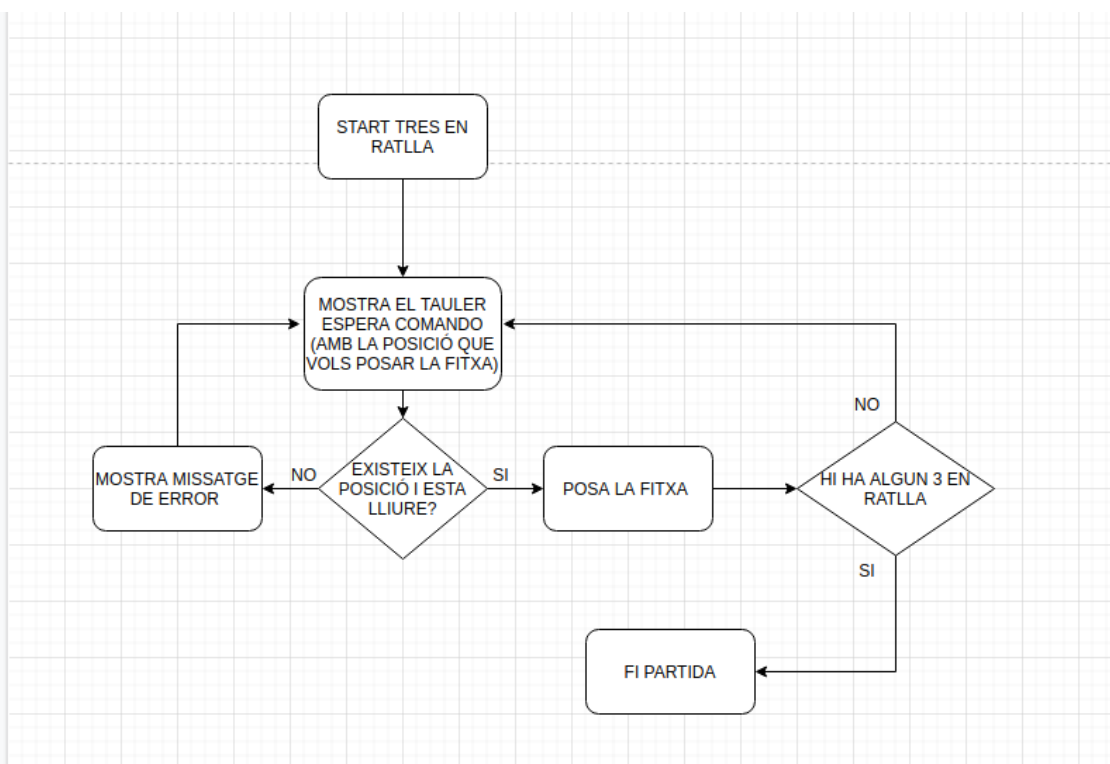 START TRES EN
RATLLA
MOSTRA EL TAULER
ESPERA COMANDO
(AMB LA POSICIÓ QUE
VOLS POSAR LA FITXA)
NO
MOSTRA MISSATGE
DE ERROR
NO
EXISTEIX LA
POSICIÓ I ESTA
LLIURE?
SI
POSA LA FITXA
HI HA ALGUN 3 EN
RATLLA
SI
FI PARTIDA